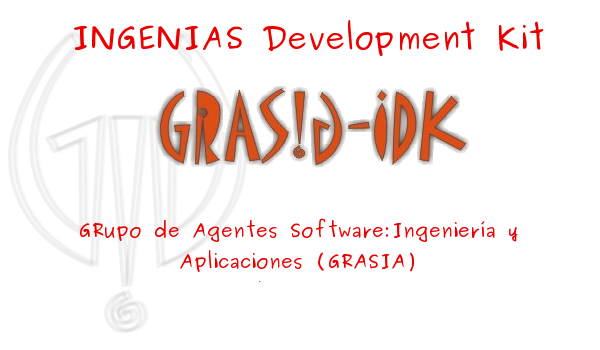 INGENIAS Development Kit
GRAS!G-iDK
GRupo de Agentes Software:Ingeniería y
Aplicaciones (GRASIA)